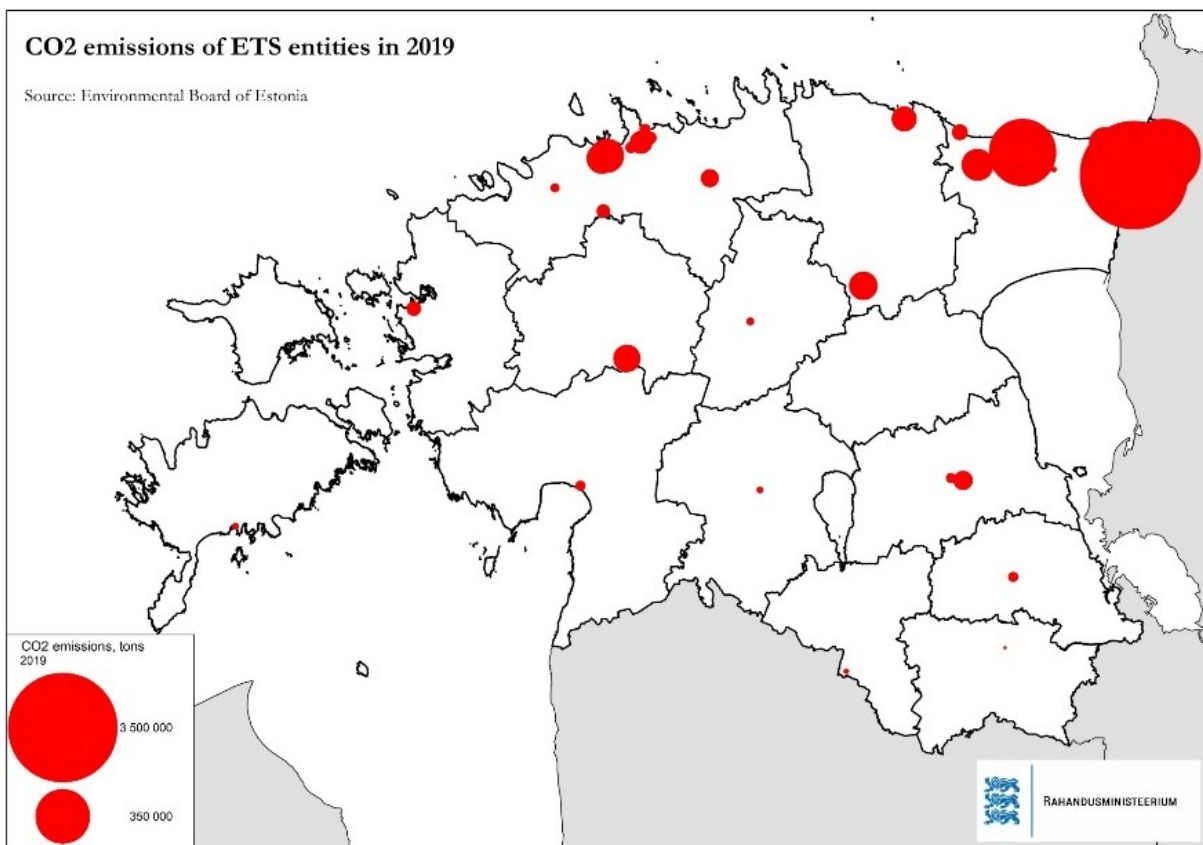 CO2 emissions of ETS entities in 2019
Source: Environmental Board of Estonia
CO2 emissions, tons
2019
3 500 000
350 000
RAHANDUSMINISTEERIUM